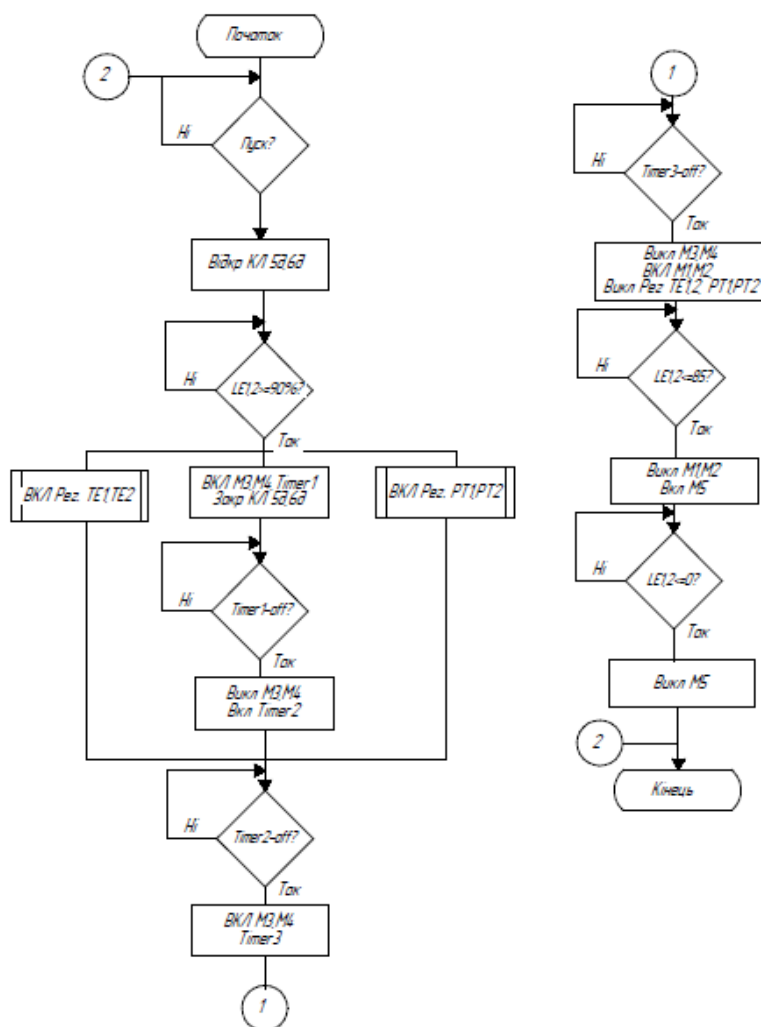 Початок
2
Ні
Пуск?
Відкр КЛ 5д,6д
Ні
LE1,2>=90%?
Так
ВКЛ Рег. ТЕ1,ТЕ2
ВКЛ М3,М4 Timer1
Закр КЛ 5д,6д
ВКЛ Рег. РТ1,РТ2
Ні
Timer1-off?
Так
Викл М3,М4
Вкл Timer2
Ні
Timer2-off?
Так
ВКЛ М3,М4
Timer3
1
1
Ні
Timer3-off?
Так
Викл М3,М4
ВКЛ М1,М2
Викл Рег ТЕ1,2, РТ1,РТ2
Ні
LE1,2<=85?
Так
Викл М1,М2
Вкл М5
Ні
LE1,2<=0?
Так
Викл М5
2
Кінець